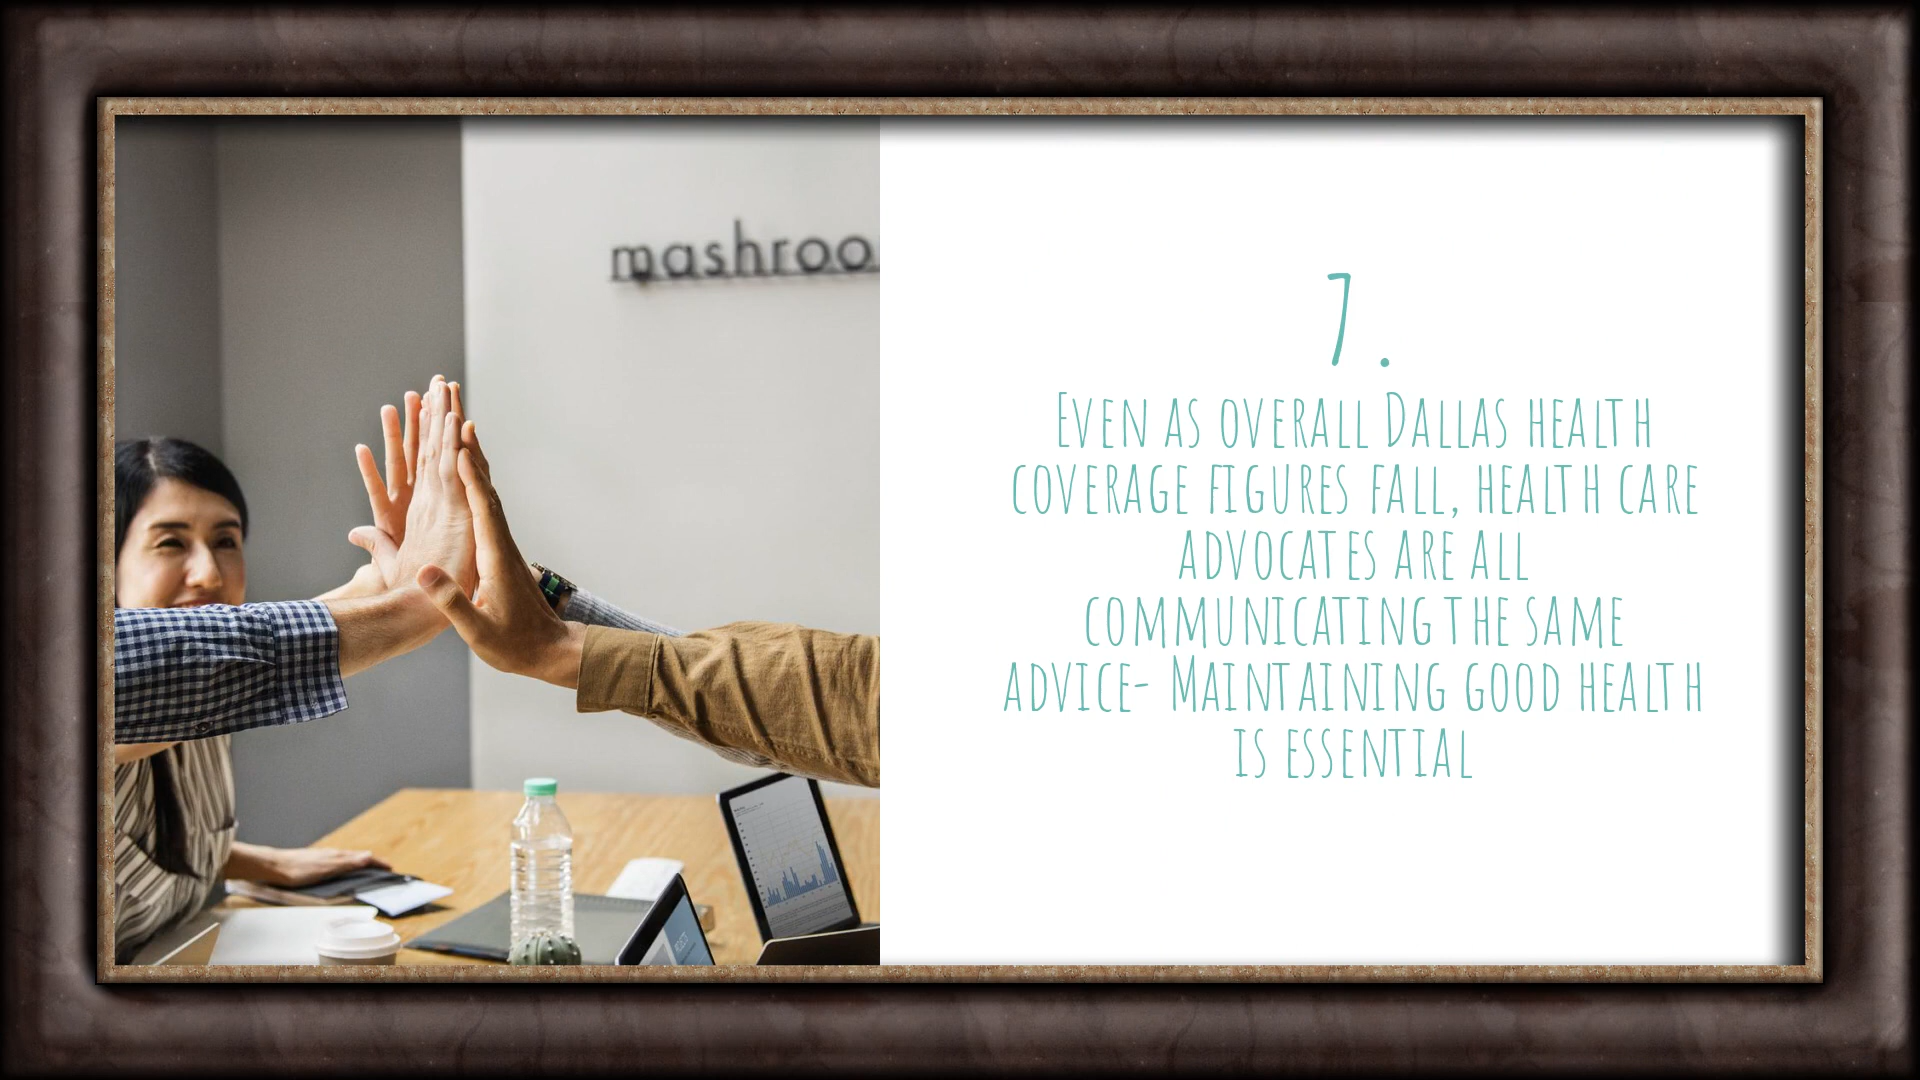 mashroo
7.
Even as overall Dallas health
coverage figures fall, health care
advocates are all
communicating the same
advice- Maintaining good health
is essential